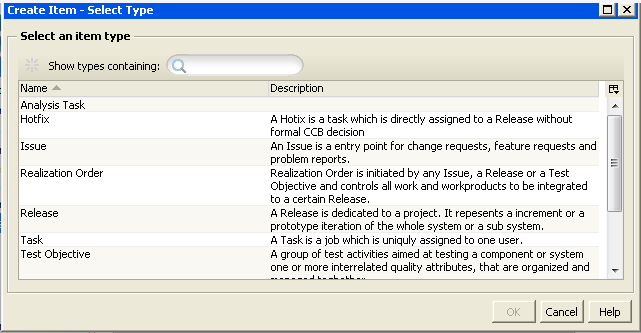 Create Item - Select Type
Select an item type
Show types containing:
Name Description
Analysis Task
Hotfix A Hotix is a task which is directly assigned to a Release without
formal CCB decision
Issue An Issue is a entry point for change requests, feature requests and
problem reports.
Realization Order Realization Order is initiated by any Issue, a Release or a Test
Objective and controls all work and workproducts to be integrated
to a certain Release.
Release A Release is dedicated to a project. It repesents a increment or a
prototype iteration of the whole system or a sub system.
Task A Task is a job which is uniquly assigned to one user.
Test Objective A group of test activities aimed at testing a component or system
one or more interrelated quality attributes, that are organized and
OK Cancel Help